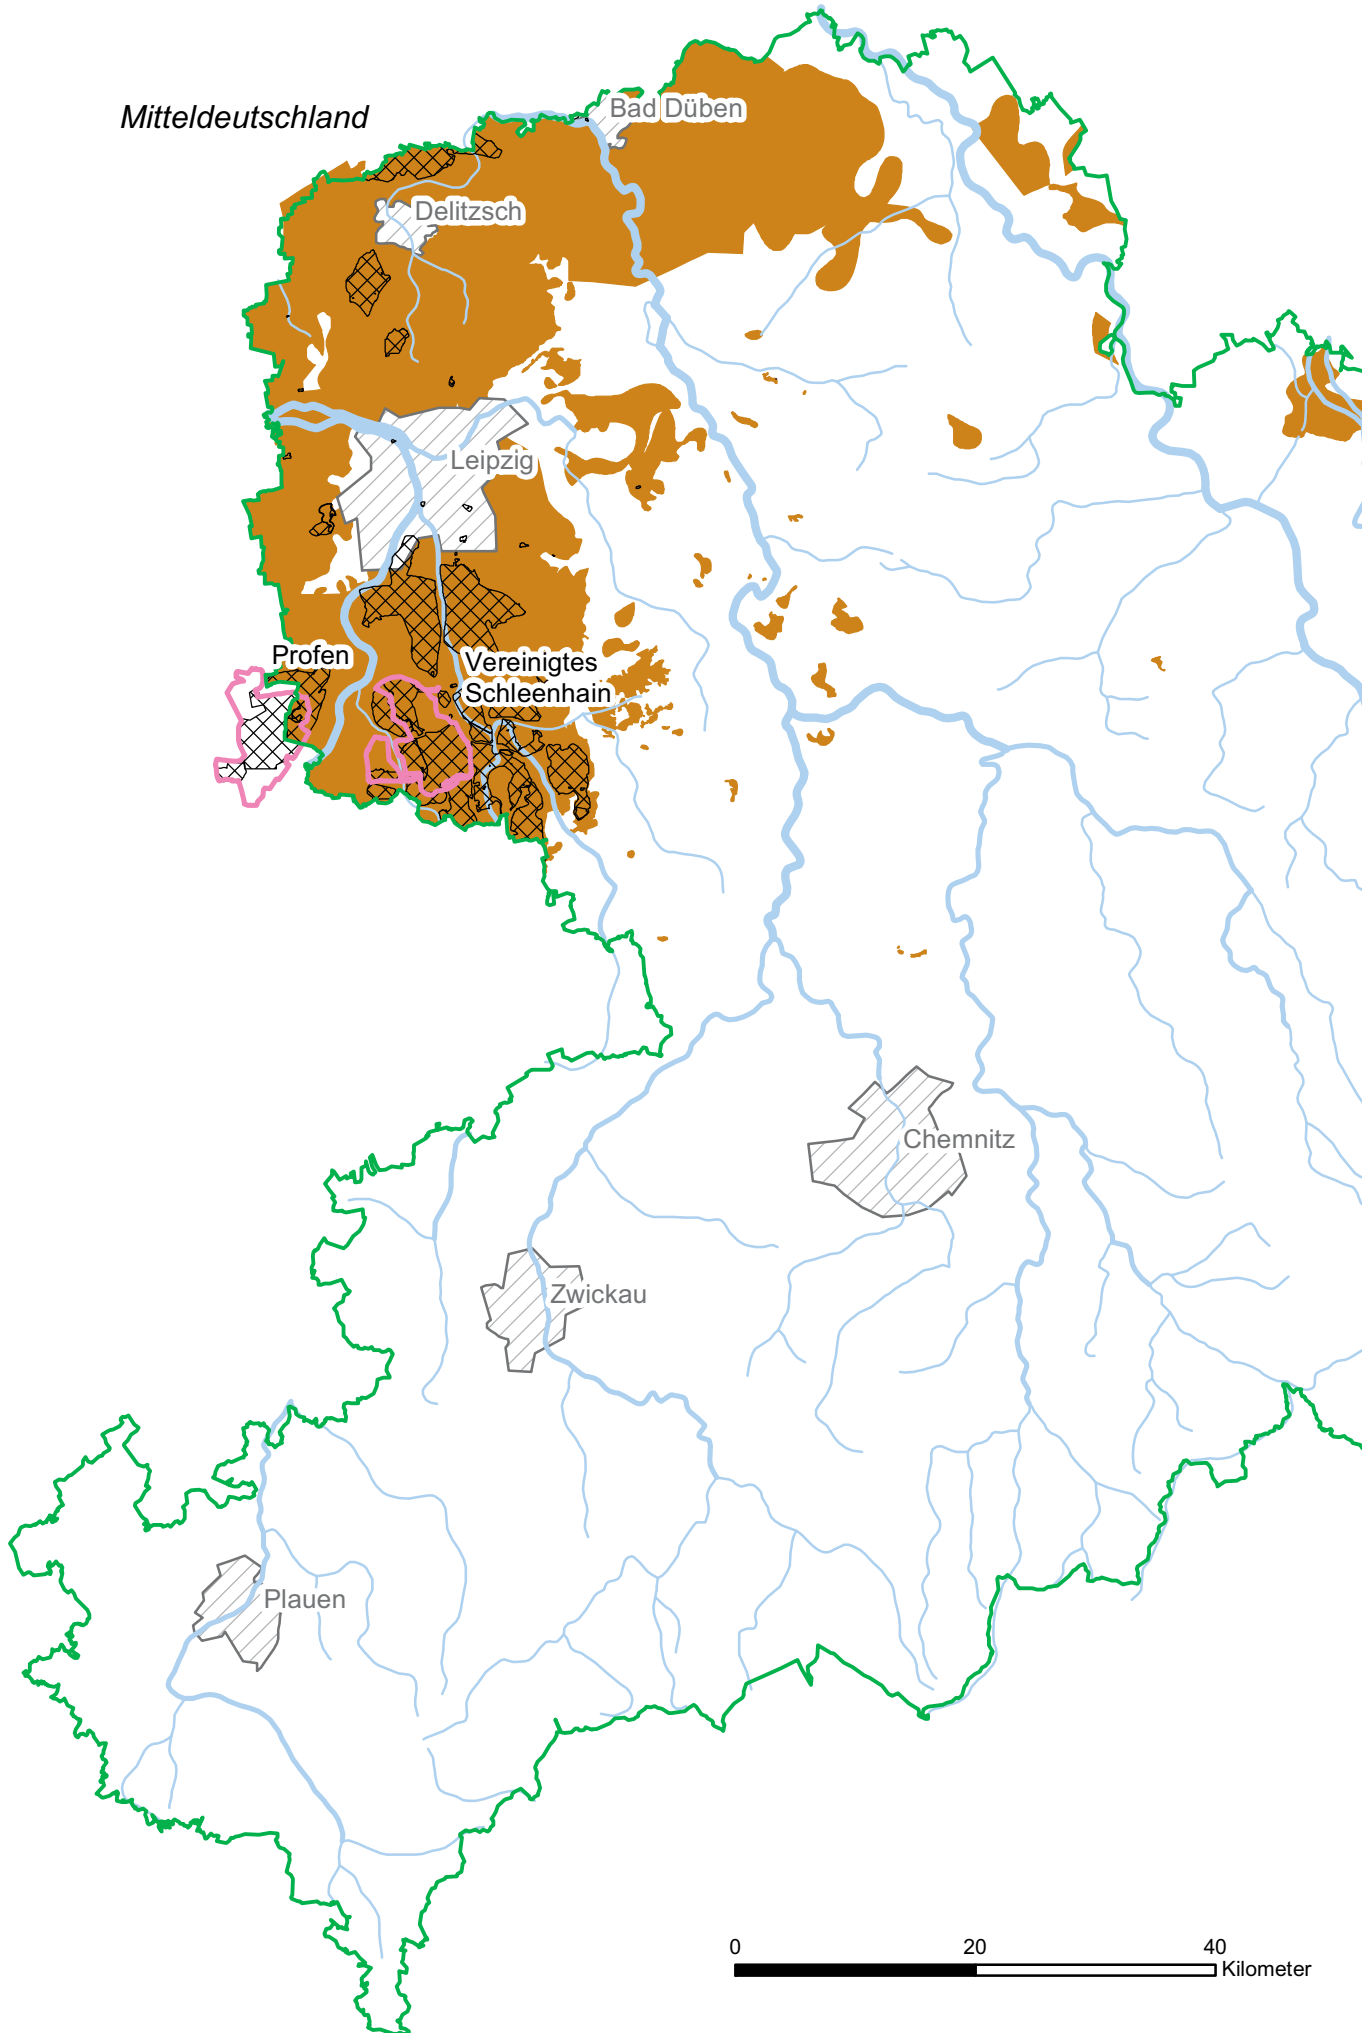 Mitteldeutschland
Bad Düben
Delitzsch
Leipzig
Profen
Vereinigtes
Schleenhain
Chemnitz
Zwickau
Plauen
0 20 40
Kilometer